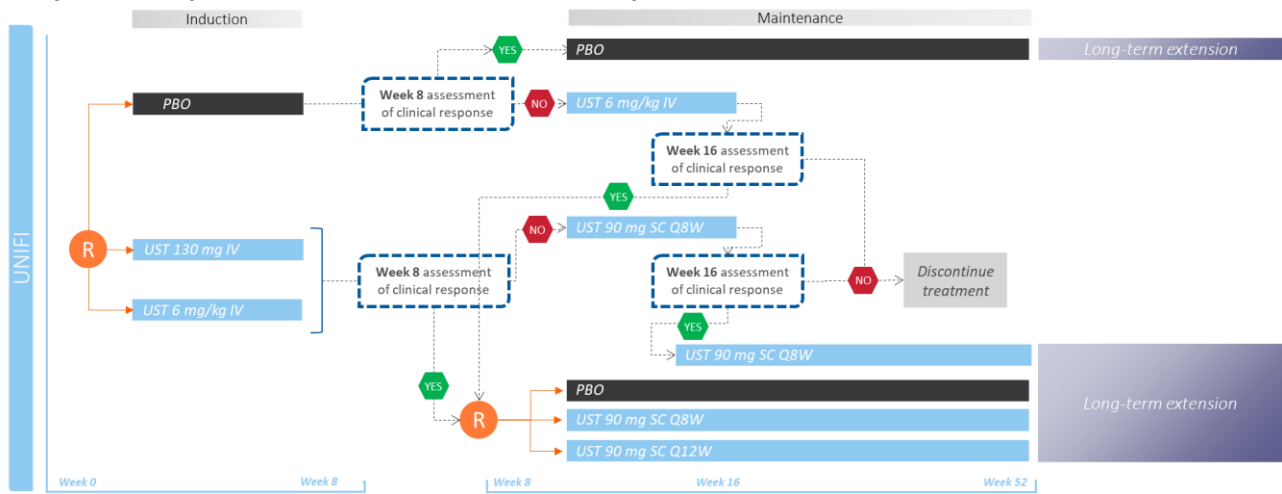 Induction
Maintenance
UNIFI
YES
PBO
Long-term extension
PBO
Week 8 assessment
of clinical response
NO
UST 6 mg/kg IV
Week 16 assessment
of clinical response
YES
R
UST 130 mg IV
UST 6 mg/kg IV
Week 8 assessment
of clinical response
NO
UST 90 mg SC Q8W
Week 16 assessment
of clinical response
NO
Discontinue
treatment
YES
UST 90 mg SC Q8W
YES
R
PBO
UST 90 mg SC Q8W
UST 90 mg SC Q12W
Long-term extension
Week 0
Week 8
Week 8
Week 16
Week 52